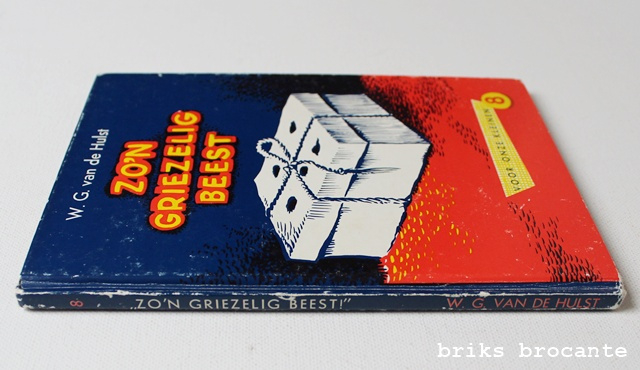 W. G. van de Hulst
ZO'N
GRIEZELIG
BEEST
VOOR ONZE KLEINEN 8
8 „ZO'N GRIEZELIG BEEST!” W. G. VAN DE HULST
briks brocante